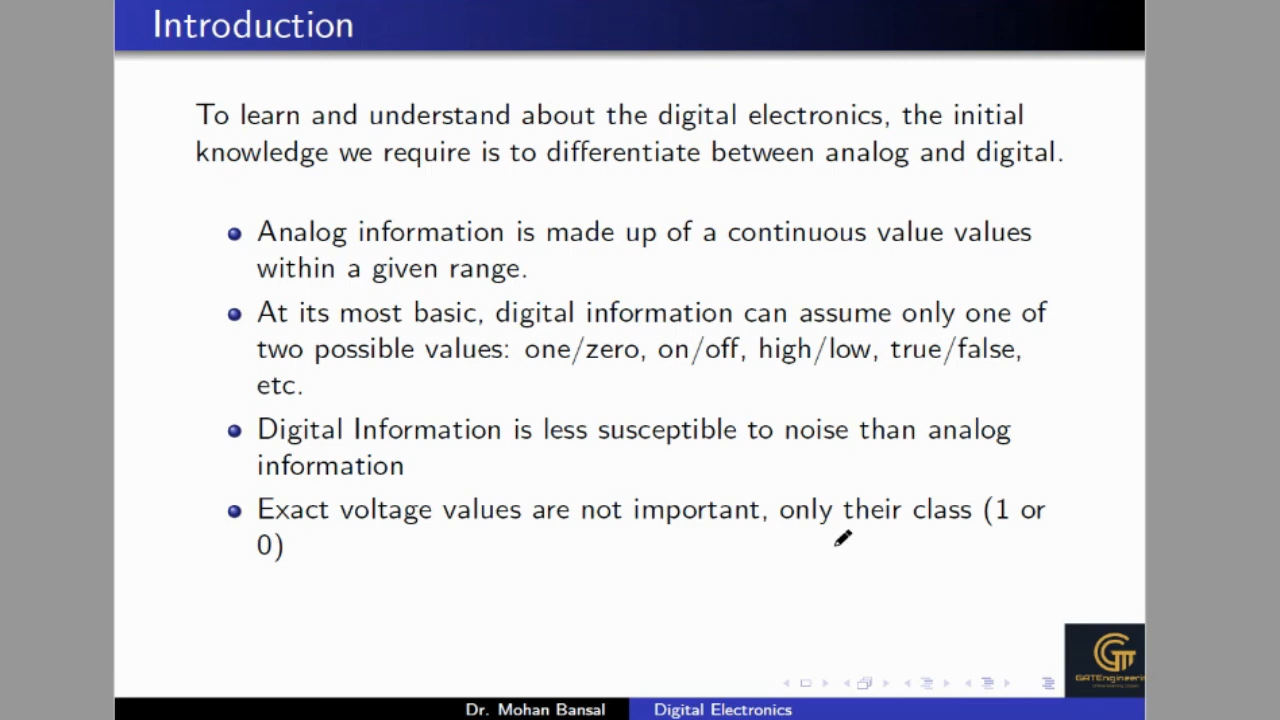 Introduction
To learn and understand about the digital electronics, the initial
knowledge we require is to differentiate between analog and digital.
Analog information is made up of a continuous value values
within a given range.
At its most basic, digital information can assume only one of
two possible values: one/zero, on/off, high/low, true/false,
etc.
Digital Information is less susceptible to noise than analog
information
Exact voltage values are not important, only their class (1 or
0)
GATEngineeri
Dr. Mohan Bansal
Digital Electronics